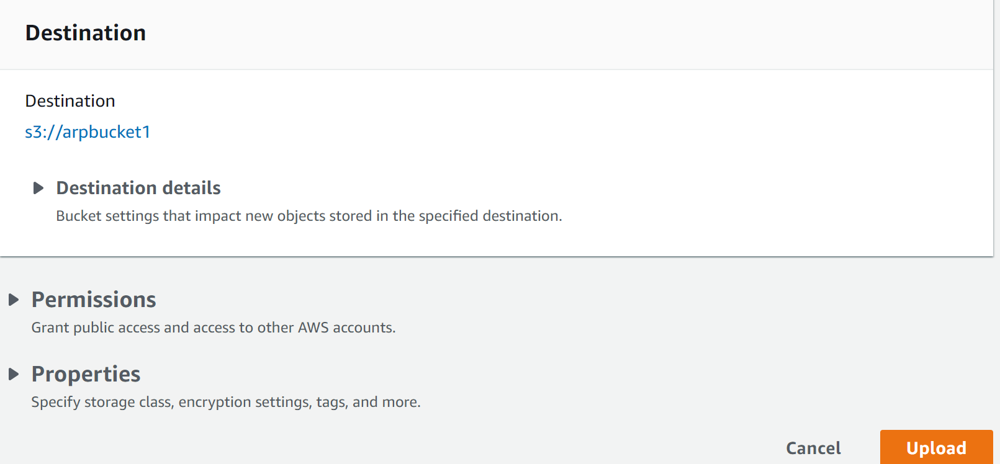 Destination
Destination
s3://arpbucket1
Destination details
Bucket settings that impact new objects stored in the specified destination.
Permissions
Grant public access and access to other AWS accounts.
Properties
Specify storage class, encryption settings, tags, and more.
Cancel
Upload